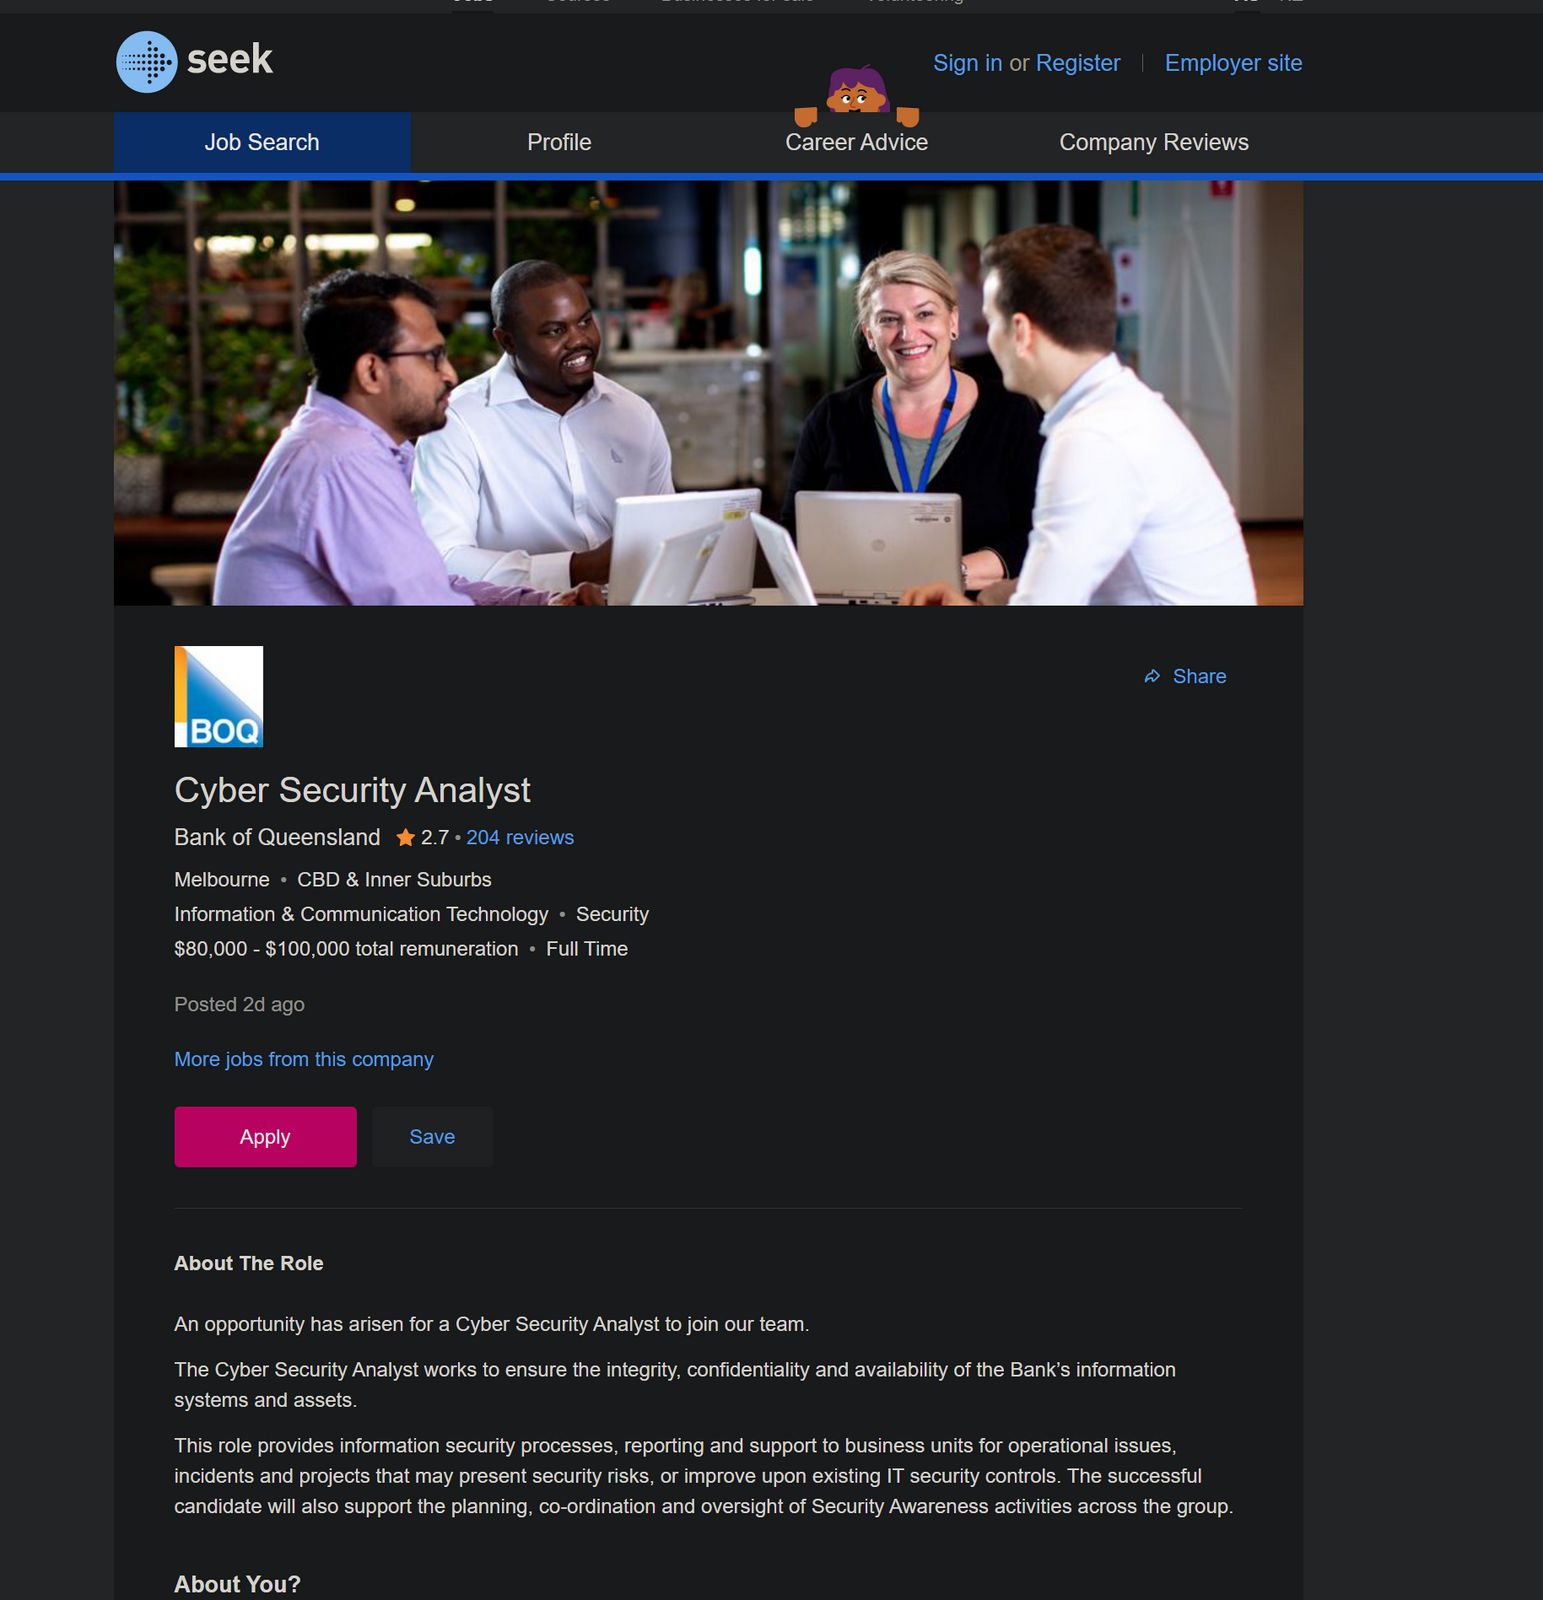 seek
Sign in or Register
Employer site
Job Search
Profile
Career Advice
Company Reviews
BOQ
Share
Cyber Security Analyst
Bank of Queensland 2.7 • 204 reviews
Melbourne • CBD & Inner Suburbs
Information & Communication Technology • Security
$80,000 - $100,000 total remuneration • Full Time
Posted 2d ago
More jobs from this company
Apply
Save
About The Role
An opportunity has arisen for a Cyber Security Analyst to join our team.
The Cyber Security Analyst works to ensure the integrity, confidentiality and availability of the Bank’s information
systems and assets.
This role provides information security processes, reporting and support to business units for operational issues,
incidents and projects that may present security risks, or improve upon existing IT security controls. The successful
candidate will also support the planning, co-ordination and oversight of Security Awareness activities across the group.
About You?